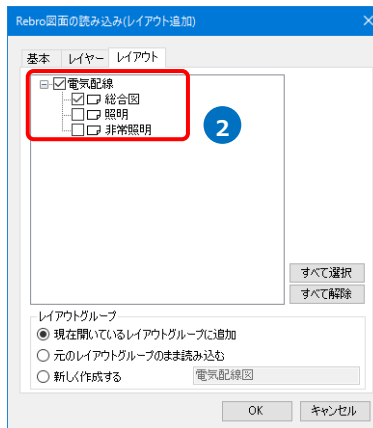 Rebro図面の読み込み(レイアウト追加)
基本 レイヤー レイアウト
電気配線
総合図
照明
非常照明
2
すべて選択
すべて解除
レイアウトグループ
現在開いているレイアウトグループに追加
元のレイアウトグループのまま読み込む
新しく作成する 電気配線図
OK キャンセル